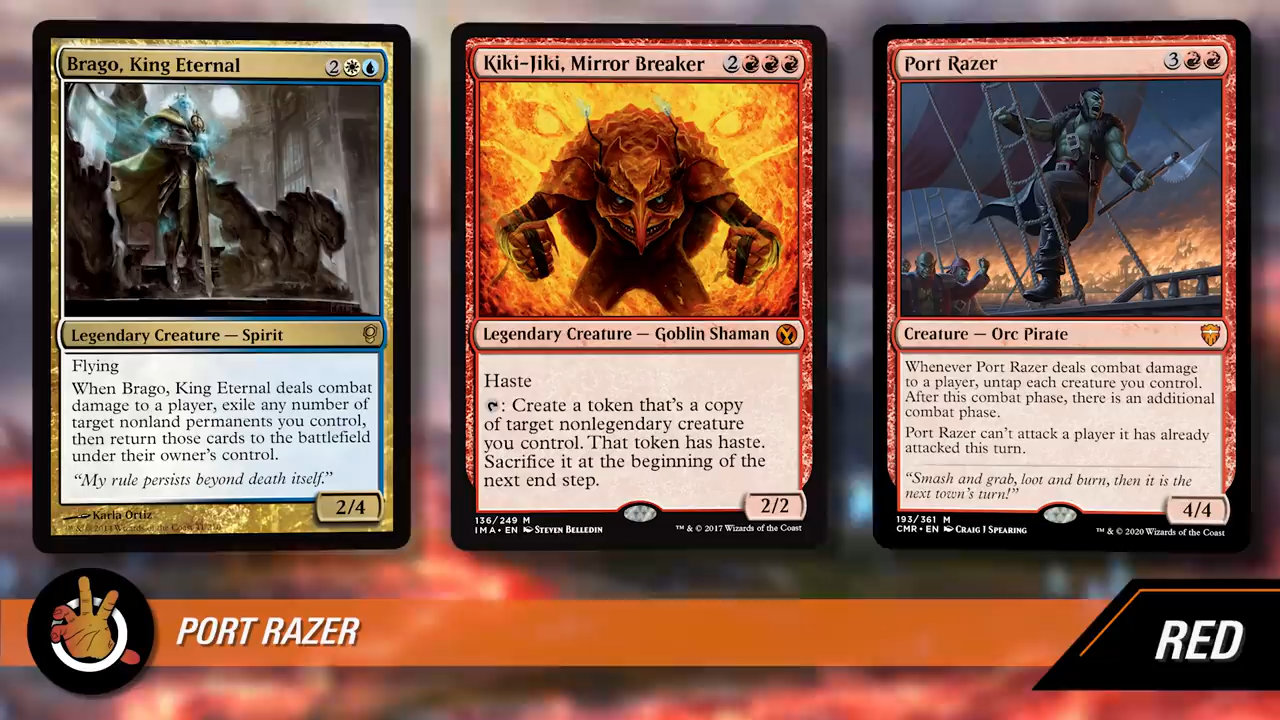 Brago, King Eternal 2
Legendary Creature — Spirit
Flying
When Brago, King Eternal deals combat
damage to a player, exile any number of
target nonland permanents you control,
then return those cards to the battlefield
under their owner's control.
"My rule persists beyond death itself."
2/4
Karla Ortiz
Kiki-Jiki, Mirror Breaker 2
Legendary Creature — Goblin Shaman
Haste
: Create a token that's a copy
of target nonlegendary creature
you control. That token has haste.
Sacrifice it at the beginning of the
next end step.
2/2
136/249 M
IMA • EN Steven Belledin
™ & © 2017 Wizards of the Coast
Port Razer 3
Creature — Orc Pirate
Whenever Port Razer deals combat damage
to a player, untap each creature you control.
After this combat phase, there is an additional
combat phase.
Port Razer can't attack a player it has already
attacked this turn.
"Smash and grab, loot and burn, then it is the
next town's turn!"
4/4
193/361 M
CMR • EN Craig J Spearing
™ & © 2020 Wizards of the Coast
PORT RAZER
RED